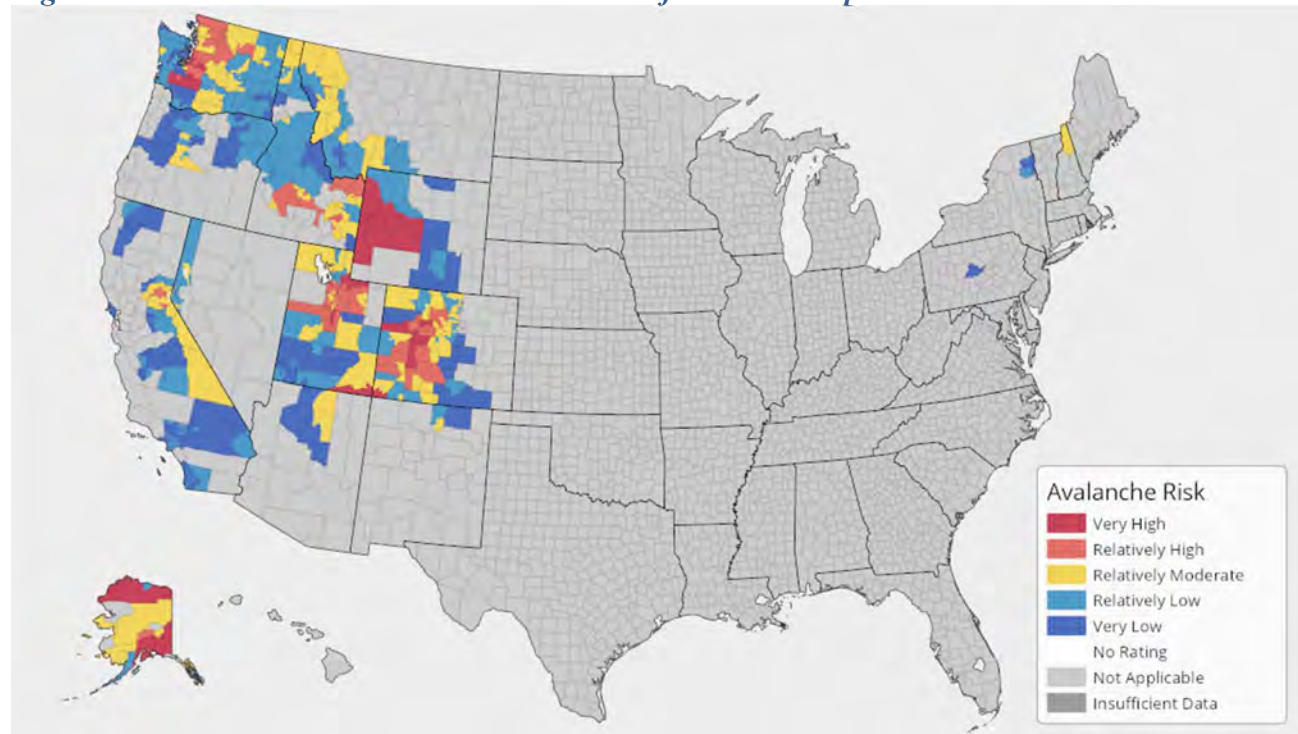 Avalanche Risk
Very High
Relatively High
Relatively Moderate
Relatively Low
Very Low
No Rating
Not Applicable
Insufficient Data